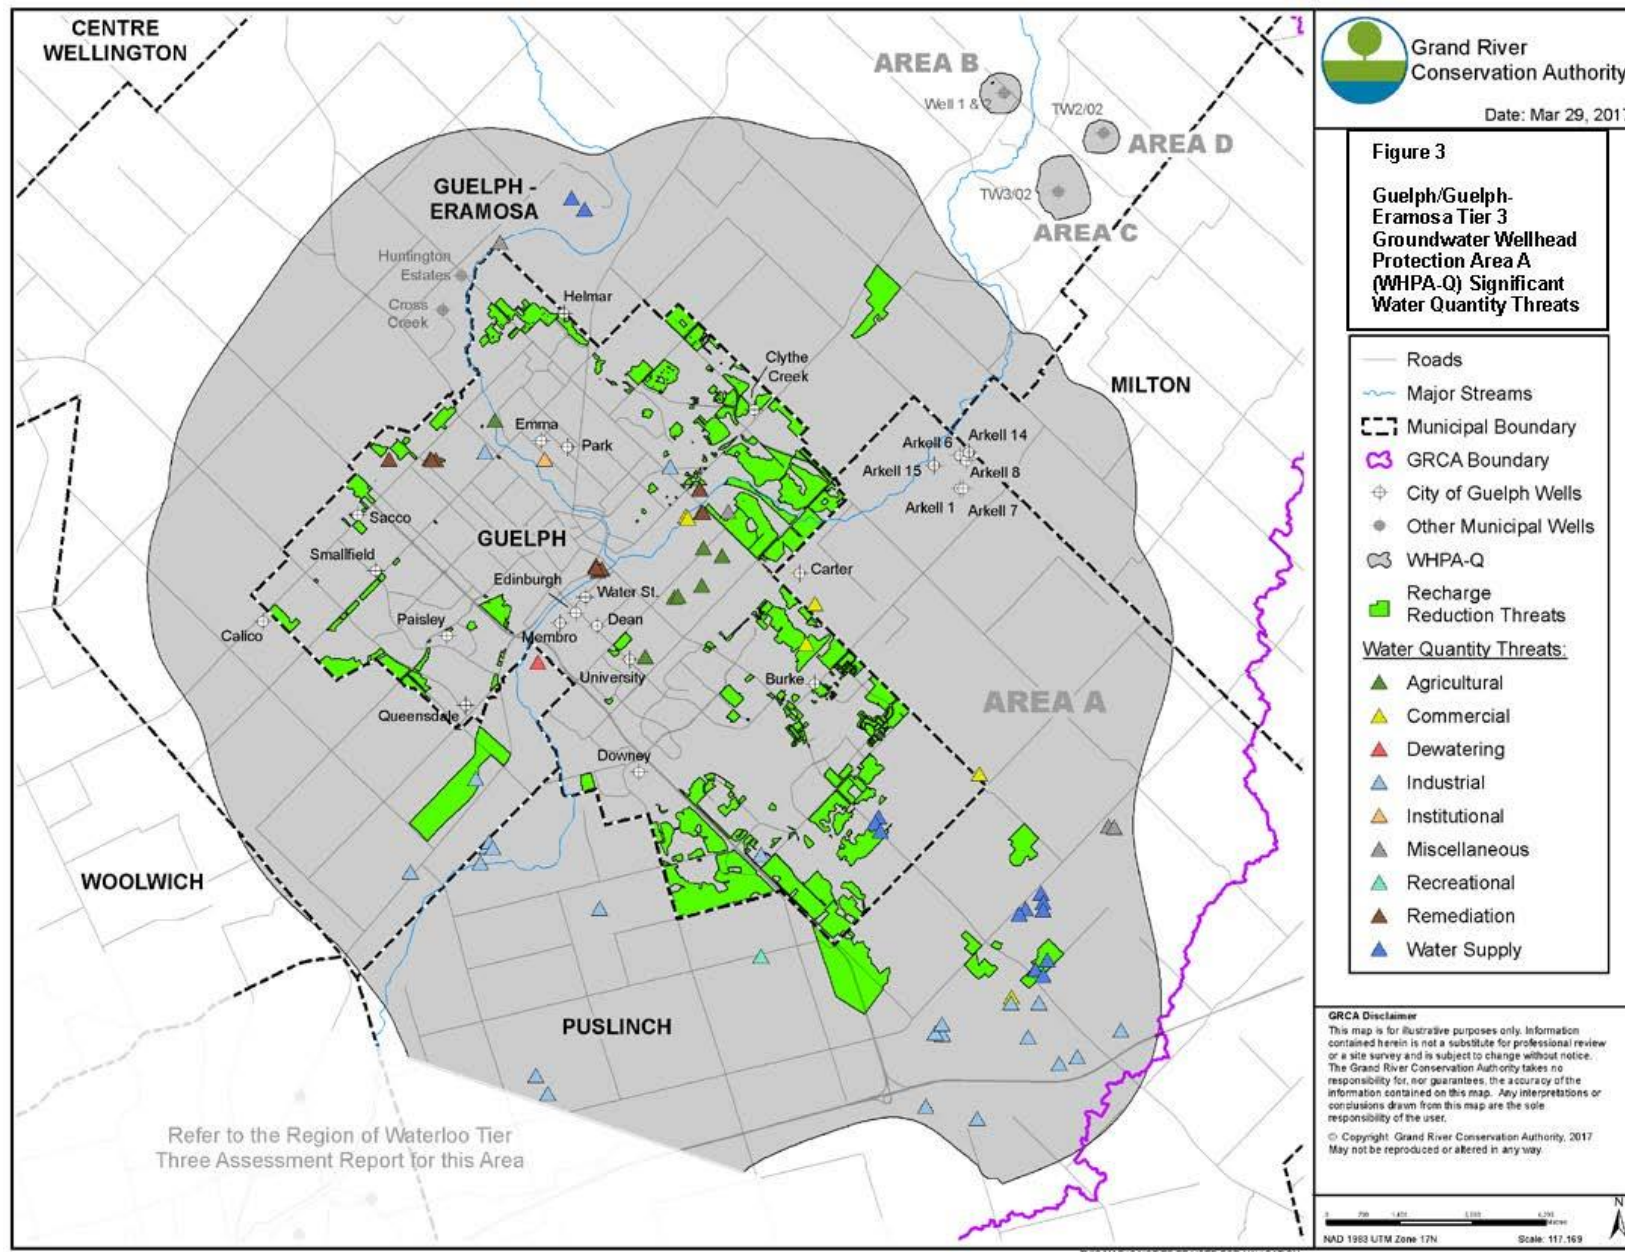 CENTRE
WELLINGTON
AREA B
Well 1 & 2
TW2/02
AREA D
TW3/02
AREA C
GUELPH -
ERAMOSA
Huntington
Estates
Cross
Creek
Helmar
Clythe
Creek
MILTON
Emma
Park
Arkell 6
Arkell 14
Arkell 15
Arkell 8
Arkell 1
Arkell 7
Sacco
GUELPH
Smallfield
Edinburgh
Water St.
Carter
Calico
Paisley
Membro
Dean
University
Burke
Queensdale
AREA A
Downey
WOOLWICH
PUSLINCH
Refer to the Region of Waterloo Tier
Three Assessment Report for this Area
Grand River
Conservation Authority
Date: Mar 29, 2017
Figure 3
Guelph/Guelph-
Eramosa Tier 3
Groundwater Wellhead
Protection Area A
(WHPA-Q) Significant
Water Quantity Threats
Roads
Major Streams
Municipal Boundary
GRCA Boundary
City of Guelph Wells
Other Municipal Wells
WHPA-Q
Recharge
Reduction Threats
Water Quantity Threats:
Agricultural
Commercial
Dewatering
Industrial
Institutional
Miscellaneous
Recreational
Remediation
Water Supply
GRCA Disclaimer
This map is for illustrative purposes only. Information
contained herein is not a substitute for professional review
or a site survey and is subject to change without notice.
The Grand River Conservation Authority takes no
responsibility for, nor guarantees, the accuracy of the
information contained on this map. Any interpretations or
conclusions drawn from this map are the sole
responsibility of the user.
© Copyright Grand River Conservation Authority, 2017
May not be reproduced or altered in any way.
N
NAD 1983 UTM Zone 17N
Scale: 117,169